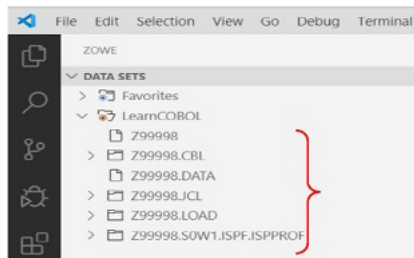 File Edit Selection View Go Debug Terminal
ZOWE
DATA SETS
Favorites
LearnCOBOL
Z99998
Z99998.CBL
Z99998.DATA
Z99998.JCL
Z99998.LOAD
Z99998.S0W1.ISPF.ISPPROF